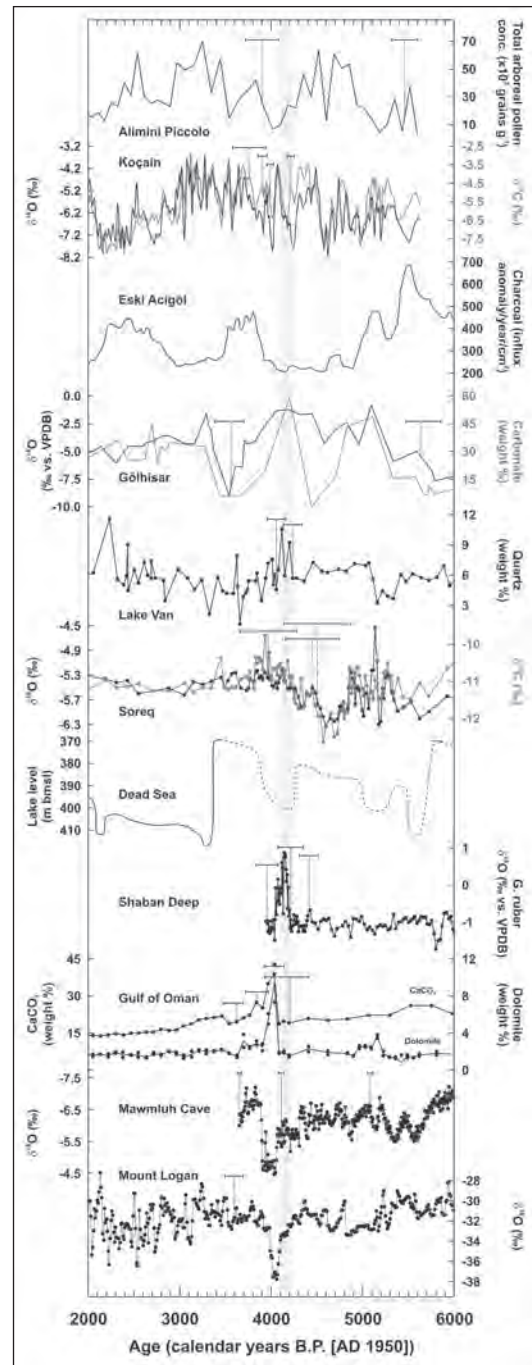 Total arboreal pollen
conc. (x10³ grains g⁻¹)
70
50
30
10
Alimini Piccolo
-3.2
-4.2
-5.2
-6.2
-7.2
-8.2
δ¹⁸O (‰)
Koçain
-2.5
-3.5
-4.5
-5.5
-6.5
-7.5
δ¹³C (‰)
Eski Acigöl
700
600
500
400
300
200
Charcoal (influx
anomaly/year/cm²)
0.0
-2.5
-5.0
-7.5
-10.0
δ¹⁸O
(‰ vs. VPDB)
Gölhisar
60
45
30
15
Carbonate
(weight %)
12
9
6
3
Quartz
(weight %)
Lake Van
-4.5
-4.9
-5.3
-5.7
-6.3
δ¹⁸O (‰)
Soreq
-10
-11
-12
δ¹³C (‰)
370
380
390
400
410
Lake level
(m bmsl)
Dead Sea
1
0
-1
G. ruber
δ¹⁸O (‰ vs. VPDB)
Shaban Deep
45
30
15
CaCO₃
(weight %)
Gulf of Oman
CaCO₃
Dolomite
12
8
4
0
Dolomite
(weight %)
-7.5
-6.5
-5.5
-4.5
δ¹⁸O (‰)
Mawmluh Cave
Mount Logan
-28
-30
-32
-34
-36
-38
δ¹⁸O (‰)
2000 3000 4000 5000 6000
Age (calendar years B.P. [AD 1950])